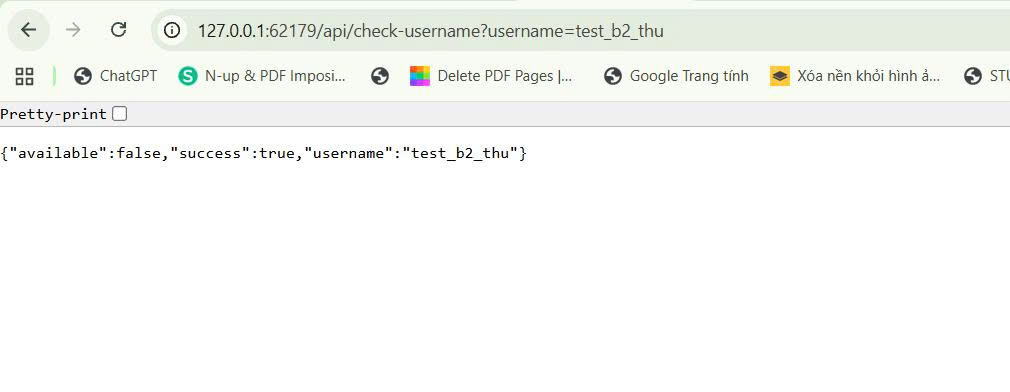 127.0.0.1:62179/api/check-username?username=test_b2_thu
ChatGPT N-up & PDF Imposi... Delete PDF Pages |... Google Trang tính Xóa nền khỏi hình ả... STU
Pretty-print
{"available":false,"success":true,"username":"test_b2_thu"}